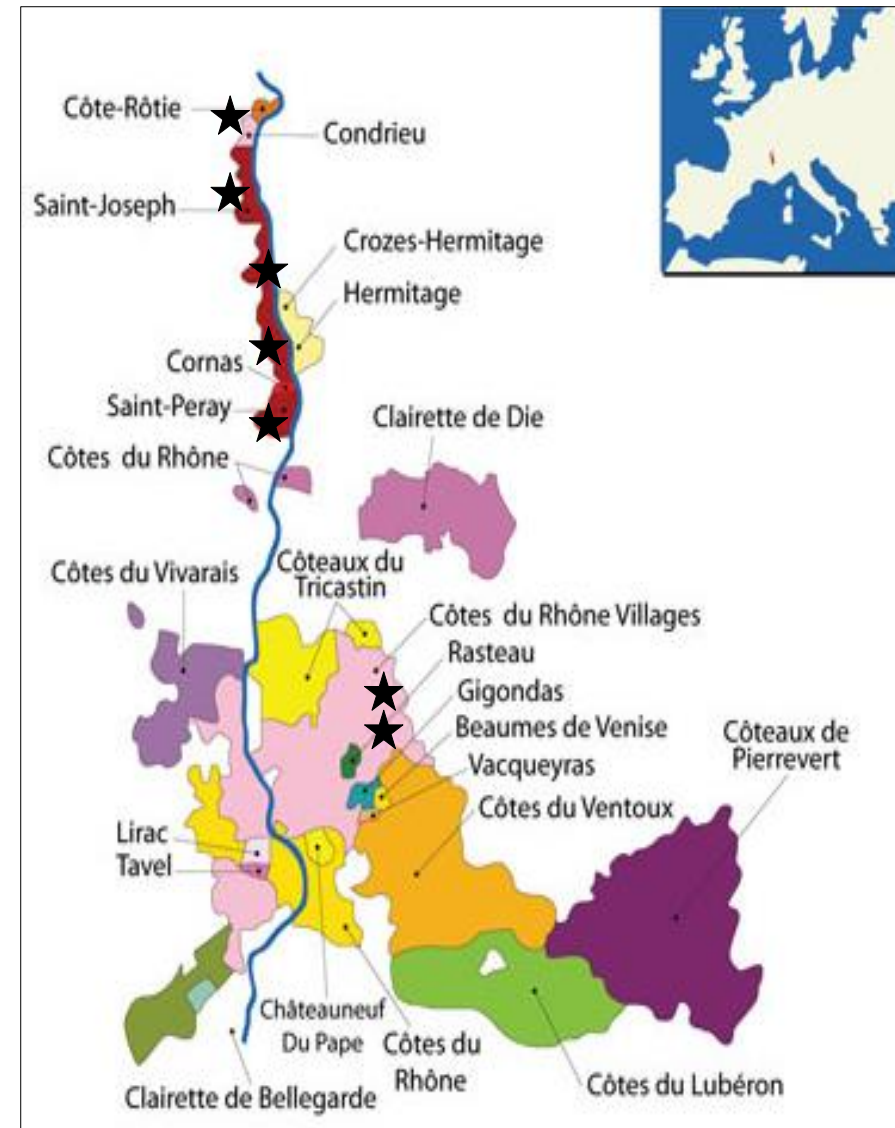 Côte-Rôtie
Condrieu
Saint-Joseph
Crozes-Hermitage
Hermitage
Cornas
Saint-Peray
Clairette de Die
Côtes du Rhône
Côtes du Vivarais
Côteaux du
Tricastin
Côtes du Rhône Villages
Rasteau
Gigondas
Beaumes de Venise
Vacqueyras
Côteaux de
Pierrevert
Côtes du Ventoux
Lirac
Tavel
Châteauneuf
Du Pape
Côtes du
Rhône
Côtes du Lubéron
Clairette de Bellegarde